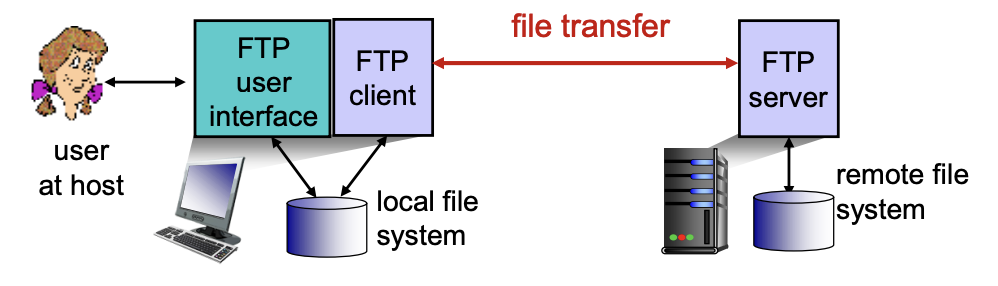 file transfer
FTP
user
interface
FTP
client
FTP
server
user
at host
local file
system
remote file
system